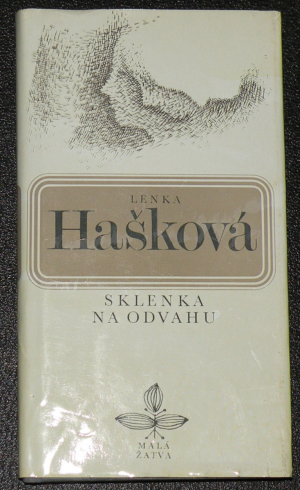 LENKA
Hašková
SKLENKA
NA ODVAHU
MALÁ
ŽATVA